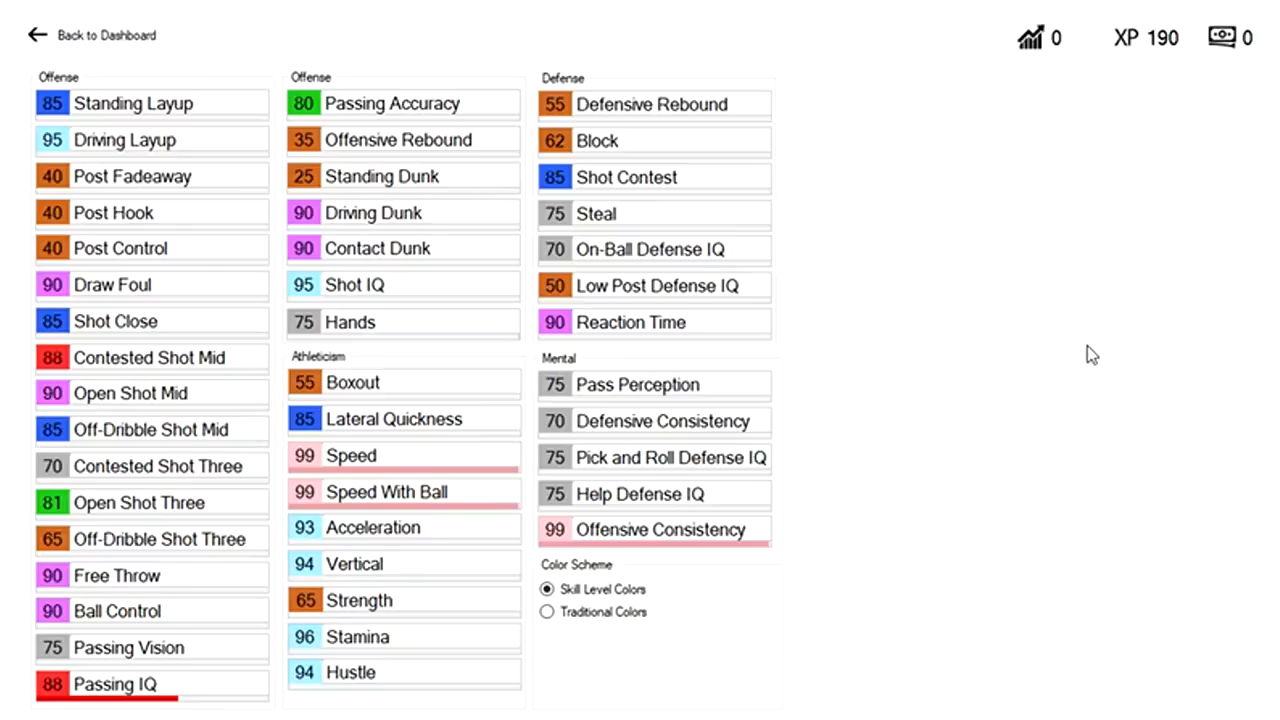 Back to Dashboard
0
XP 190
0
Offense
85 Standing Layup
95 Driving Layup
40 Post Fadeaway
40 Post Hook
40 Post Control
90 Draw Foul
85 Shot Close
88 Contested Shot Mid
90 Open Shot Mid
85 Off-Dribble Shot Mid
70 Contested Shot Three
81 Open Shot Three
65 Off-Dribble Shot Three
90 Free Throw
90 Ball Control
75 Passing Vision
88 Passing IQ
Offense
80 Passing Accuracy
35 Offensive Rebound
25 Standing Dunk
90 Driving Dunk
90 Contact Dunk
95 Shot IQ
75 Hands
Athleticism
55 Boxout
85 Lateral Quickness
99 Speed
99 Speed With Ball
93 Acceleration
94 Vertical
65 Strength
96 Stamina
94 Hustle
Defense
55 Defensive Rebound
62 Block
85 Shot Contest
75 Steal
70 On-Ball Defense IQ
50 Low Post Defense IQ
90 Reaction Time
Mental
75 Pass Perception
70 Defensive Consistency
75 Pick and Roll Defense IQ
75 Help Defense IQ
99 Offensive Consistency
Color Scheme
Skill Level Colors
Traditional Colors